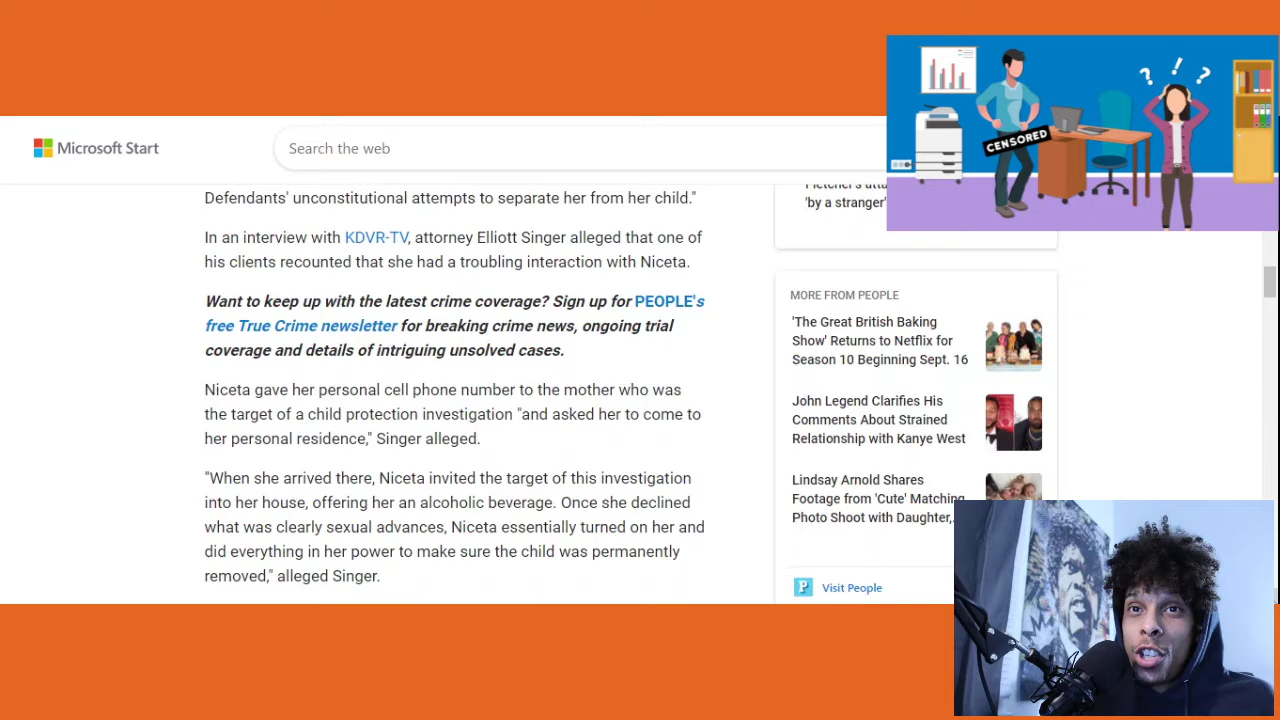 Microsoft Start
Search the web
CENSORED
? ! ?
Defendants' unconstitutional attempts to separate her from her child."
In an interview with KDVR-TV, attorney Elliott Singer alleged that one of
his clients recounted that she had a troubling interaction with Niceta.
Want to keep up with the latest crime coverage? Sign up for PEOPLE's
free True Crime newsletter for breaking crime news, ongoing trial
coverage and details of intriguing unsolved cases.
Niceta gave her personal cell phone number to the mother who was
the target of a child protection investigation "and asked her to come to
her personal residence," Singer alleged.
"When she arrived there, Niceta invited the target of this investigation
into her house, offering her an alcoholic beverage. Once she declined
what was clearly sexual advances, Niceta essentially turned on her and
did everything in her power to make sure the child was permanently
removed," alleged Singer.
'by a stranger'
MORE FROM PEOPLE
'The Great British Baking
Show' Returns to Netflix for
Season 10 Beginning Sept. 16
John Legend Clarifies His
Comments About Strained
Relationship with Kanye West
Lindsay Arnold Shares
Footage from 'Cute' Matching
Photo Shoot with Daughter,
P Visit People